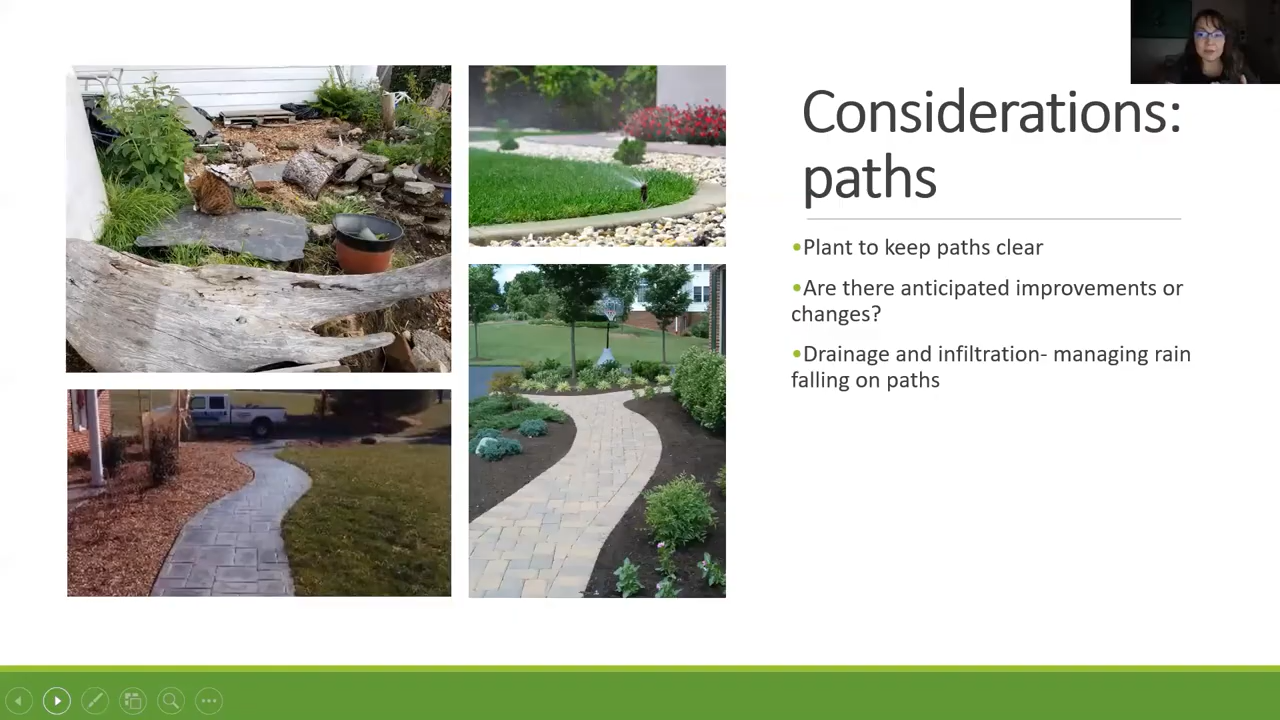 Considerations:
paths
•Plant to keep paths clear
•Are there anticipated improvements or
changes?
•Drainage and infiltration- managing rain
falling on paths